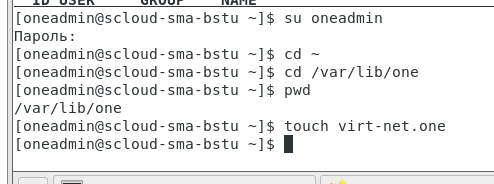 ID USER GROUP NAME
[oneadmin@scloud-sma-bstu ~]$ su oneadmin
Пароль:
[oneadmin@scloud-sma-bstu ~]$ cd ~
[oneadmin@scloud-sma-bstu ~]$ cd /var/lib/one
[oneadmin@scloud-sma-bstu ~]$ pwd
/var/lib/one
[oneadmin@scloud-sma-bstu ~]$ touch virt-net.one
[oneadmin@scloud-sma-bstu ~]$